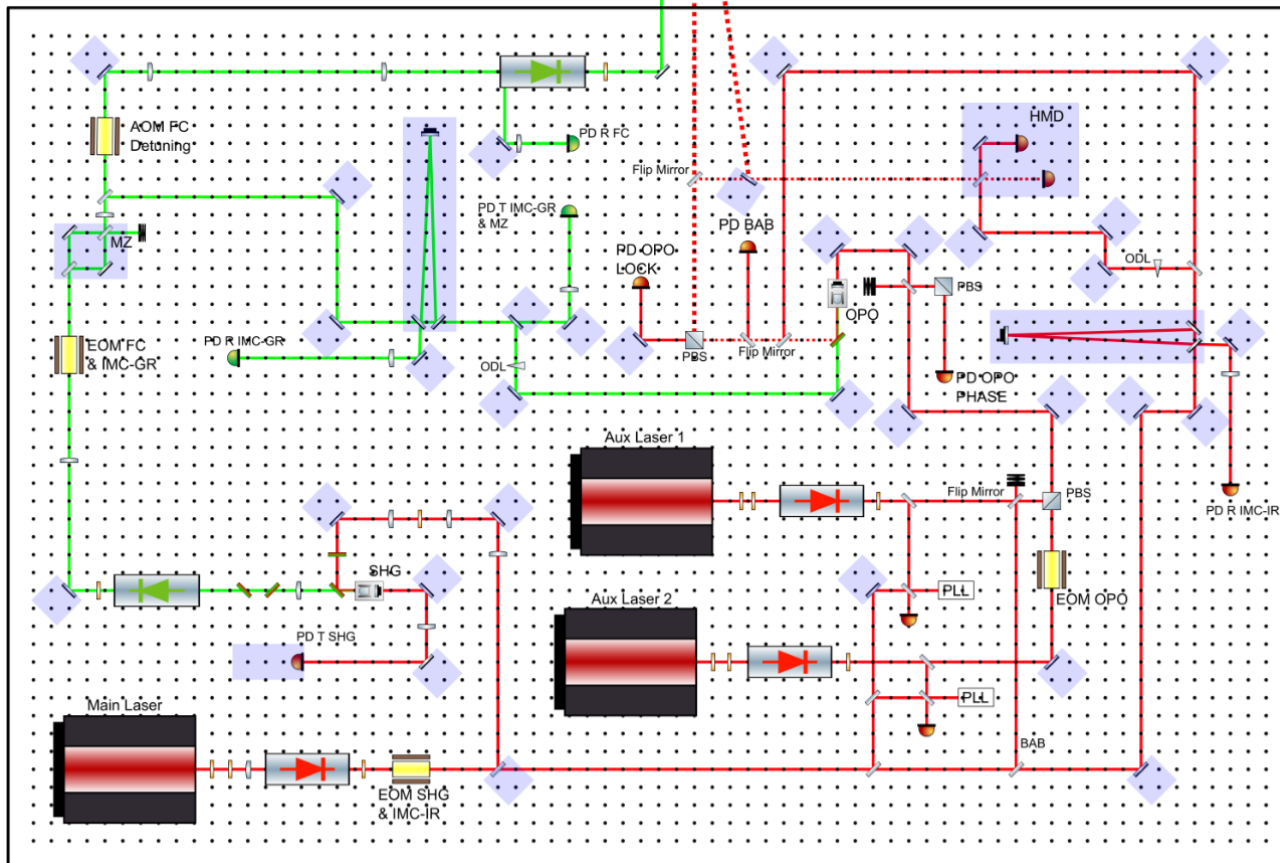 HMD
AOM FC
Detuning
PD R FC
Flip Mirror
PD T IMC-GR
& MZ
PD BAB
MZ
PD OPO
LOCK
ODL
PBS
OPO
EOM FC
& IMC-GR
PD R IMC-GR
ODL
PBS
Flip Mirror
PD OPO
PHASE
Aux Laser 1
Flip Mirror
PBS
PD R IMC-IR
SHG
Aux Laser 2
PLL
EOM OPO
PD T SHG
PLL
Main Laser
BAB
EOM SHG
& IMC-IR